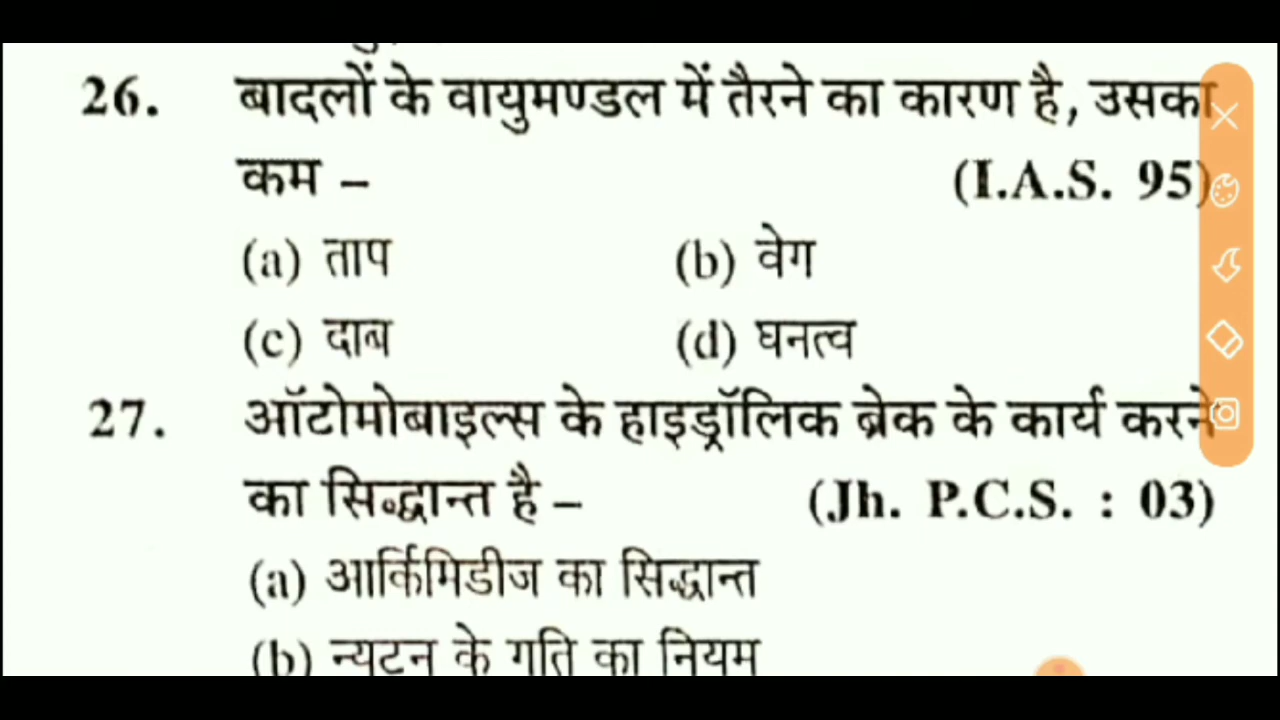 26. बादलों के वायुमण्डल में तैरने का कारण है, उसका
कम – (I.A.S. 95)
(a) ताप (b) वेग
(c) दाब (d) घनत्व
27. ऑटोमोबाइल्स के हाइड्रॉलिक ब्रेक के कार्य करने
का सिद्धान्त है – (Jh. P.C.S. : 03)
(a) आर्किमिडीज का सिद्धान्त
(b) न्यूटन के गति का नियम